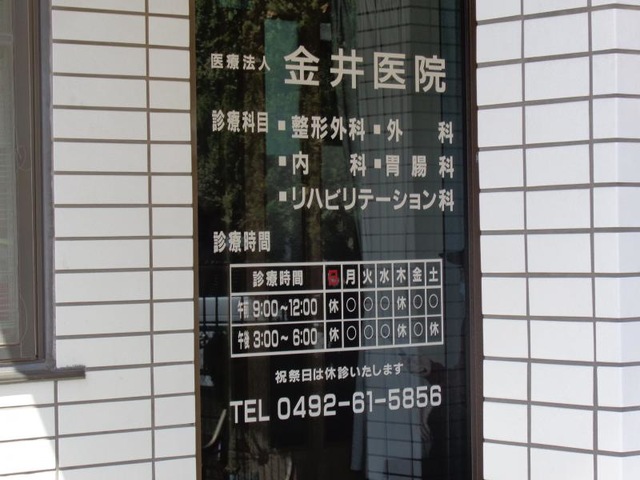 医療法人 金井医院
診療科目 ▪整形外科▪外 科
▪内 科▪胃腸科
▪リハビリテーション科
診療時間
診療時間 日 月 火 水 木 金 土
午前 9:00~12:00 休 ○ ○ ○ 休 ○ ○
午後 3:00~6:00 休 ○ ○ ○ 休 ○ 休
祝祭日は休診いたします
TEL 0492-61-5856